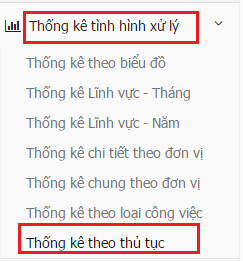 Thống kê tình hình xử lý
Thống kê theo biểu đồ
Thống kê Lĩnh vực - Tháng
Thống kê Lĩnh vực - Năm
Thống kê chi tiết theo đơn vị
Thống kê chung theo đơn vị
Thống kê theo loại công việc
Thống kê theo thủ tục